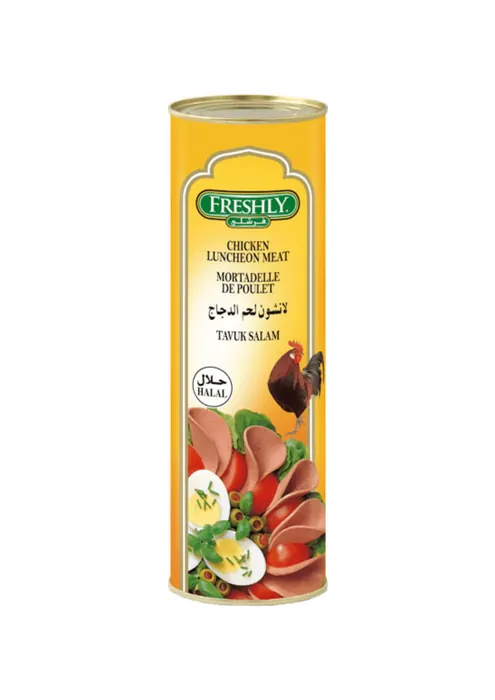 FRESHLY
فرشلي
CHICKEN
LUNCHEON MEAT
MORTADELLE
DE POULET
لانشون لحم الدجاج
TAVUK SALAM
حلال
HALAL